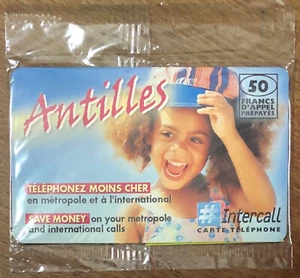 Antilles
50
FRANCS
D'APPEL
PRÉPAYÉS
TÉLÉPHONEZ MOINS CHER
en métropole et à l'international
SAVE MONEY on your metropole
and international calls
Intercall
CARTE TÉLÉPHONE